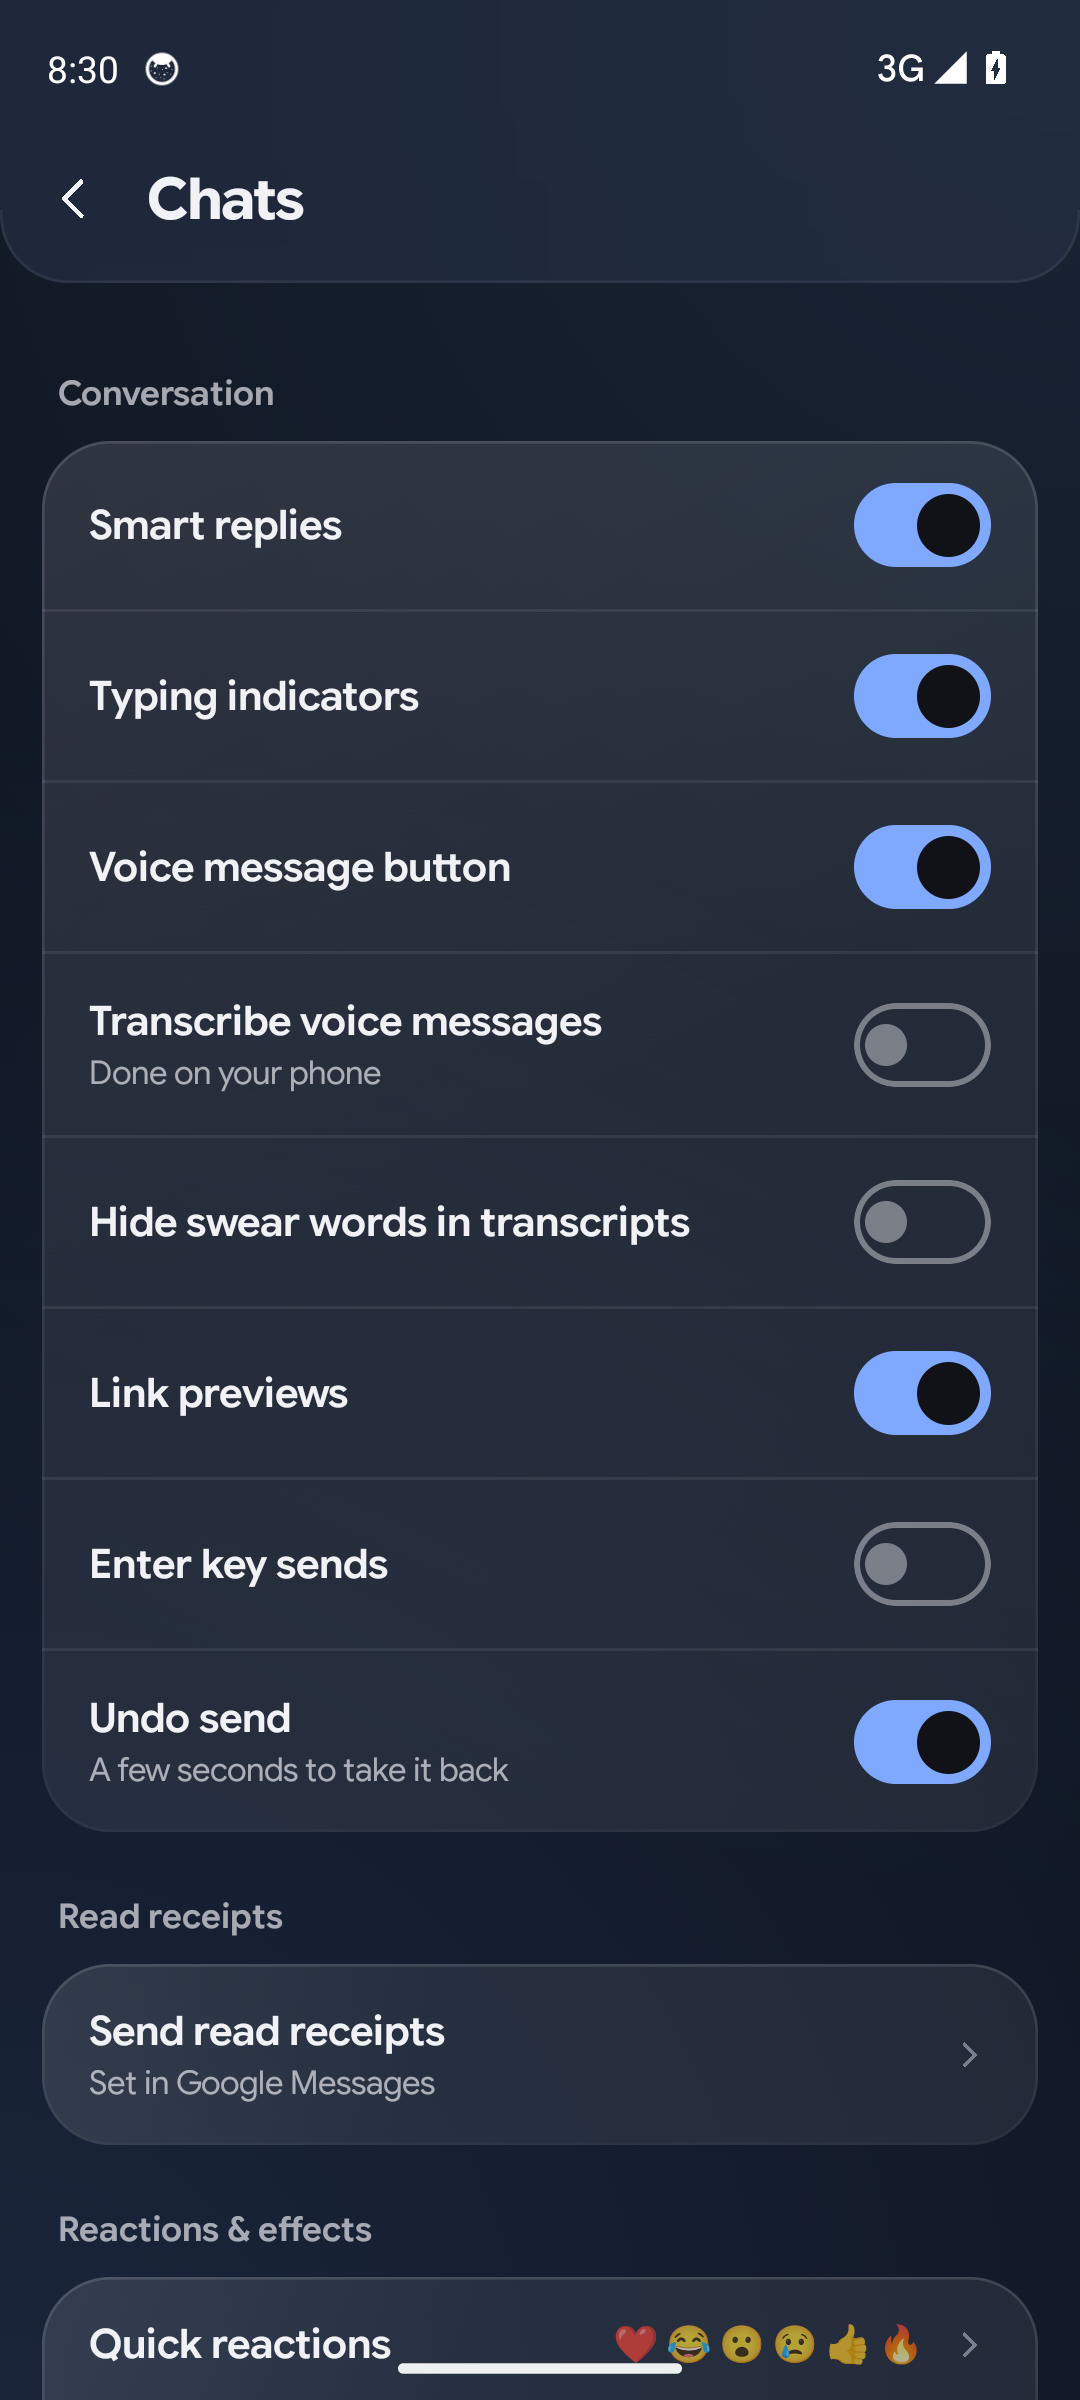 8:30
3G
Chats
Conversation
Smart replies
Typing indicators
Voice message button
Transcribe voice messages
Done on your phone
Hide swear words in transcripts
Link previews
Enter key sends
Undo send
A few seconds to take it back
Read receipts
Send read receipts
Set in Google Messages
Reactions & effects
Quick reactions ❤️ 😂 😮 😢 👍 🔥